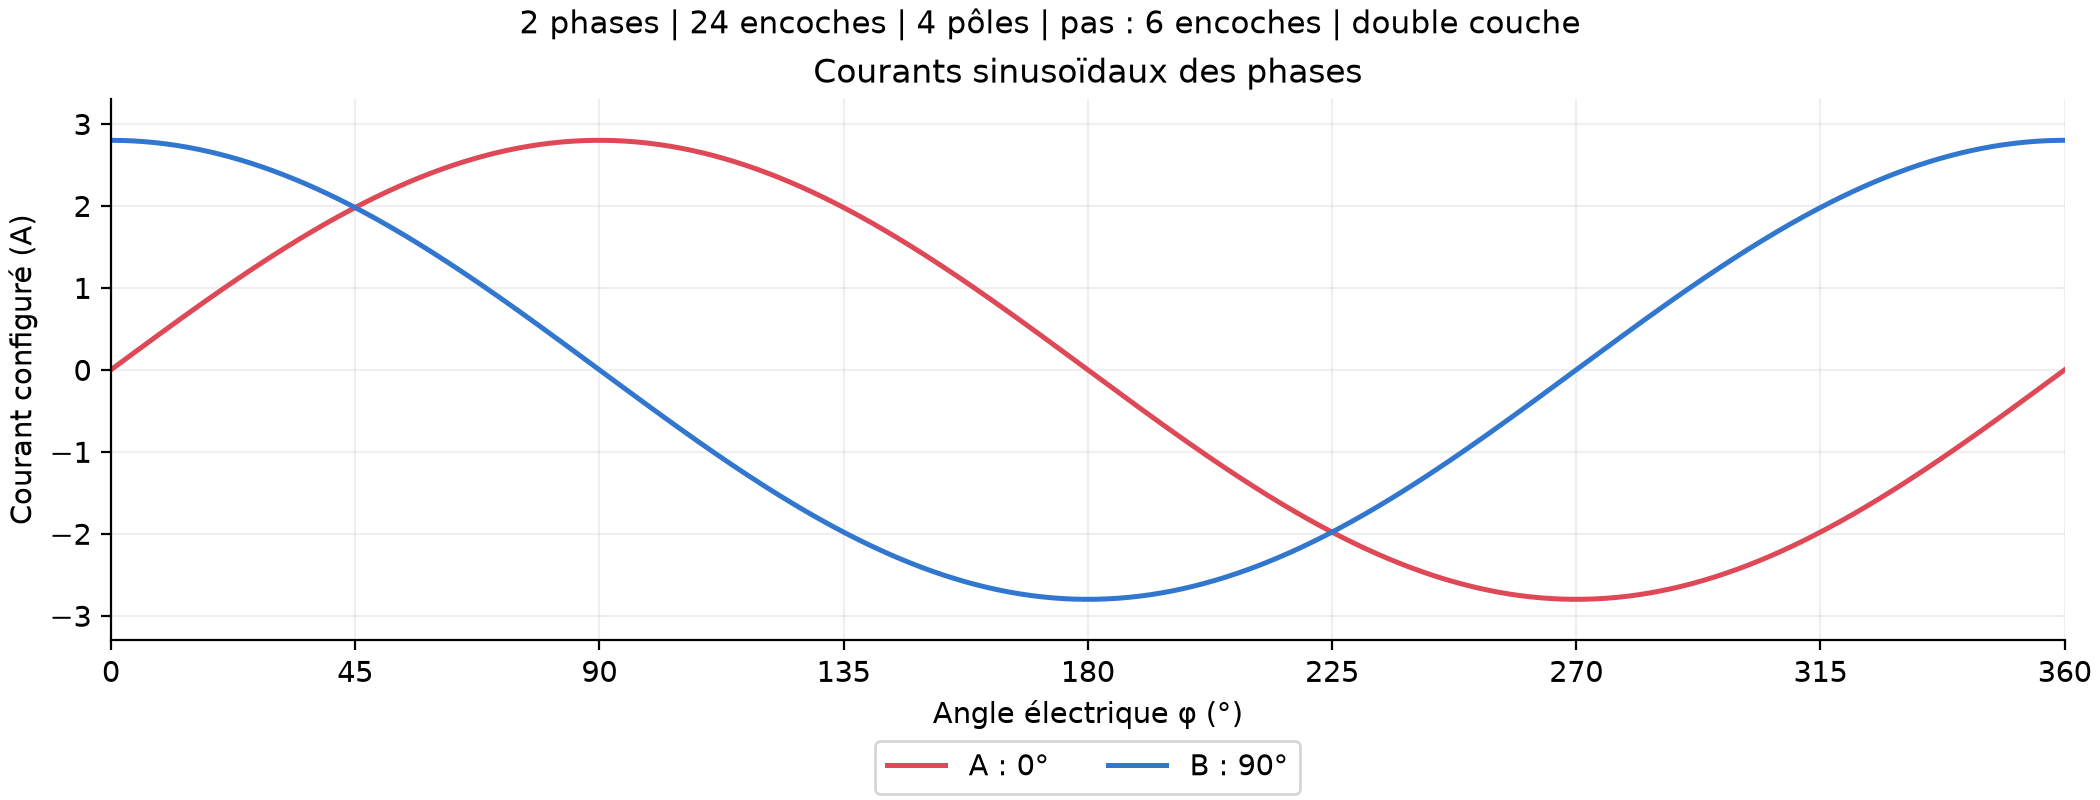 2 phases | 24 encoches | 4 pôles | pas : 6 encoches | double couche
Courants sinusoïdaux des phases
Courant configuré (A)
3
2
1
0
−1
−2
−3
0 45 90 135 180 225 270 315 360
Angle électrique φ (°)
A : 0° B : 90°